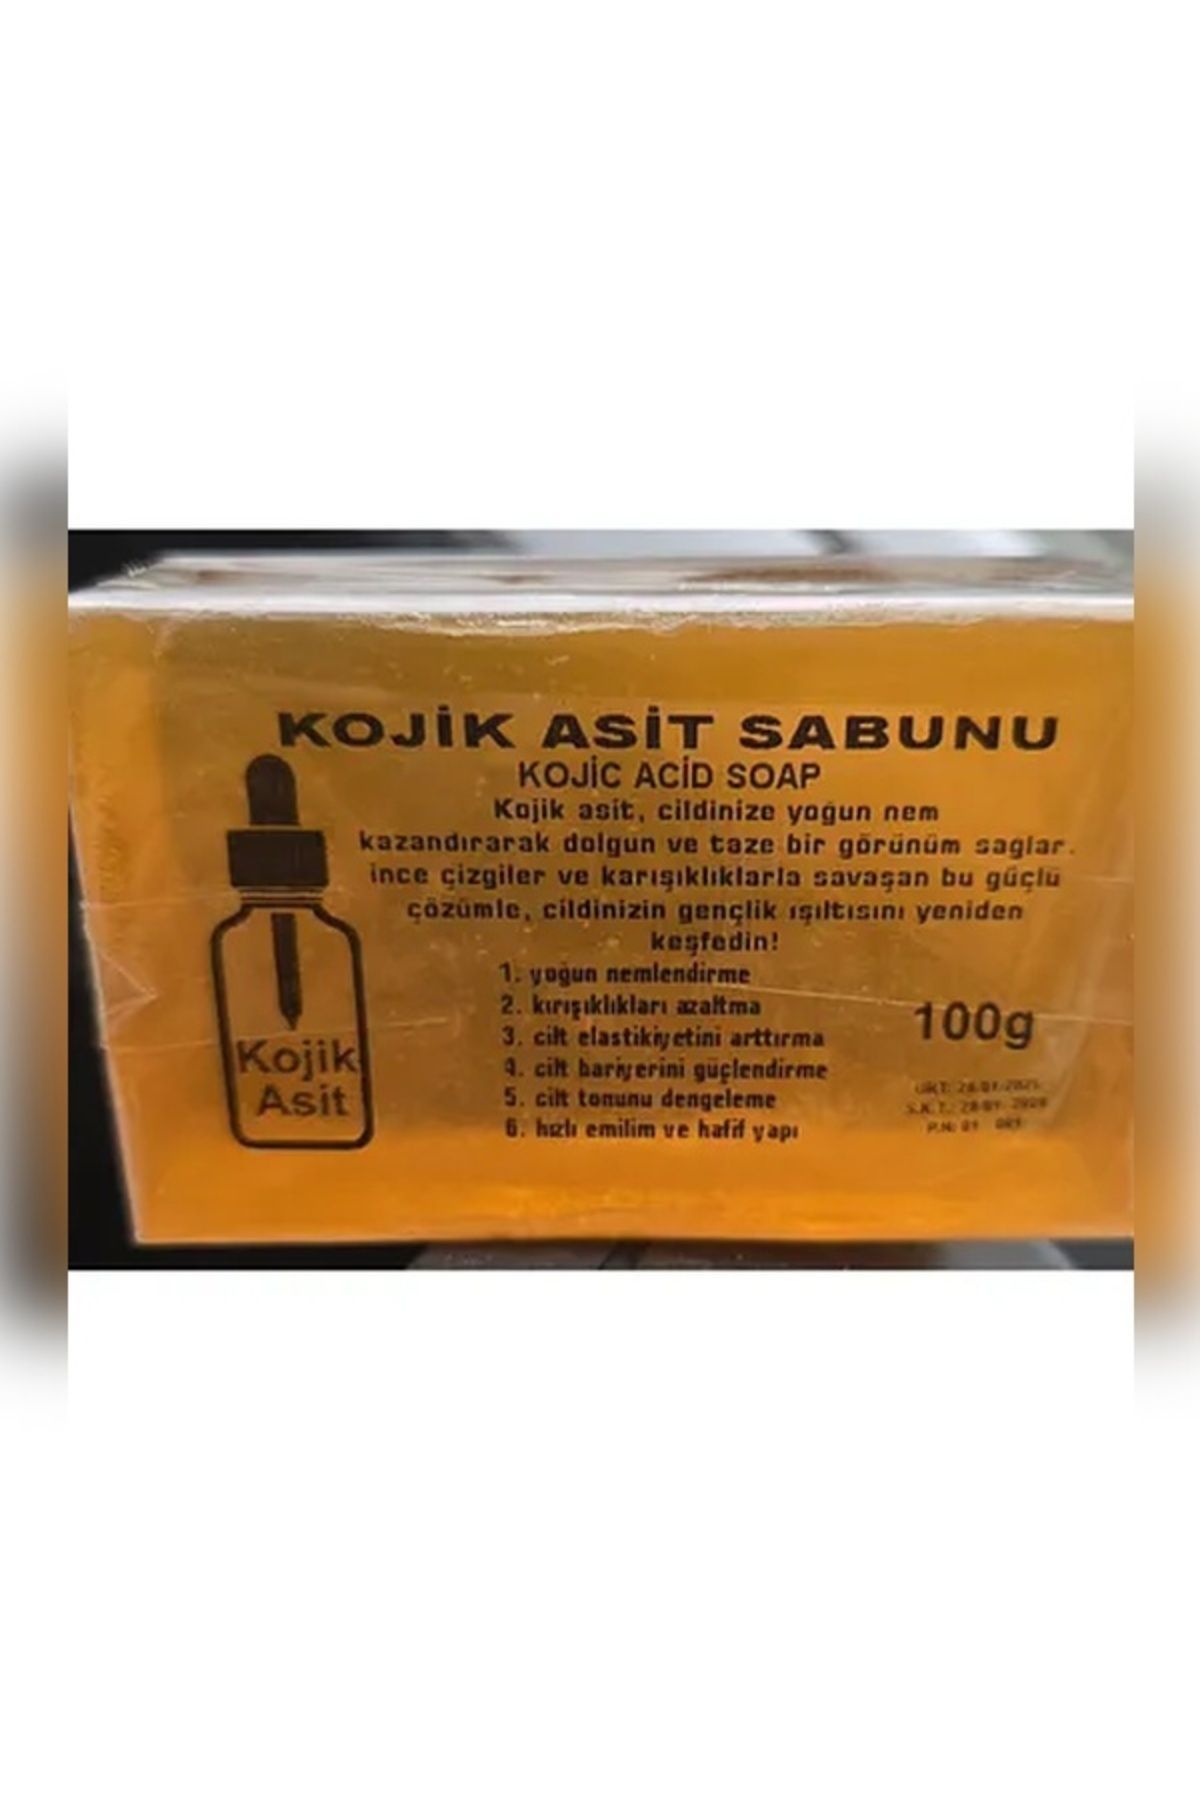 KOJİK ASİT SABUNU
KOJİC ACİD SOAP
Kojik asit, cildinize yoğun nem
kazandırarak dolgun ve taze bir görünüm sağlar.
ince çizgiler ve karışıklıklarla savaşan bu güçlü
çözümle, cildinizin gençlik ışıltısını yeniden
keşfedin!
1. yoğun nemlendirme
2. kırışıklıkları azaltma
3. cilt elastikiyetini arttırma
4. cilt bariyerini güçlendirme
5. cilt tonunu dengeleme
6. hızlı emilim ve hafif yapı
Kojik
Asit
100g
S.K.T.:
P.N: 01